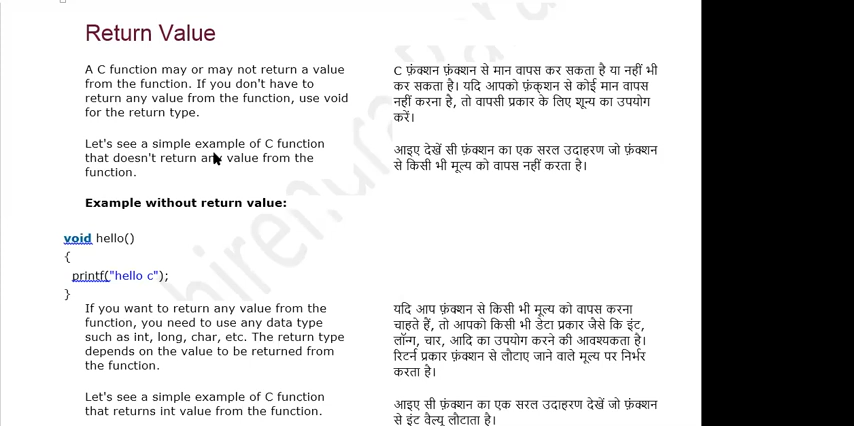 Return Value
A C function may or may not return a value
from the function. If you don't have to
return any value from the function, use void
for the return type.
Let's see a simple example of C function
that doesn't return any value from the
function.
Example without return value:
void hello()
{
printf("hello c");
}
If you want to return any value from the
function, you need to use any data type
such as int, long, char, etc. The return type
depends on the value to be returned from
the function.
Let's see a simple example of C function
that returns int value from the function.
C फ़ंक्शन फ़ंक्शन से मान वापस कर सकता है या नहीं भी
कर सकता है। यदि आपको फ़ंक्शन से कोई मान वापस
नहीं करना है, तो वापसी प्रकार के लिए शून्य का उपयोग
करें।
आइए देखें सी फ़ंक्शन का एक सरल उदाहरण जो फ़ंक्शन
से किसी भी मूल्य को वापस नहीं करता है।
यदि आप फ़ंक्शन से किसी भी मूल्य को वापस करना
चाहते हैं, तो आपको किसी भी डेटा प्रकार जैसे कि इंट,
लॉन्ग, चार, आदि का उपयोग करने की आवश्यकता है।
रिटर्न प्रकार फ़ंक्शन से लौटाए जाने वाले मूल्य पर निर्भर
करता है।
आइए सी फ़ंक्शन का एक सरल उदाहरण देखें जो फ़ंक्शन
से इंट वैल्यू लौटाता है।